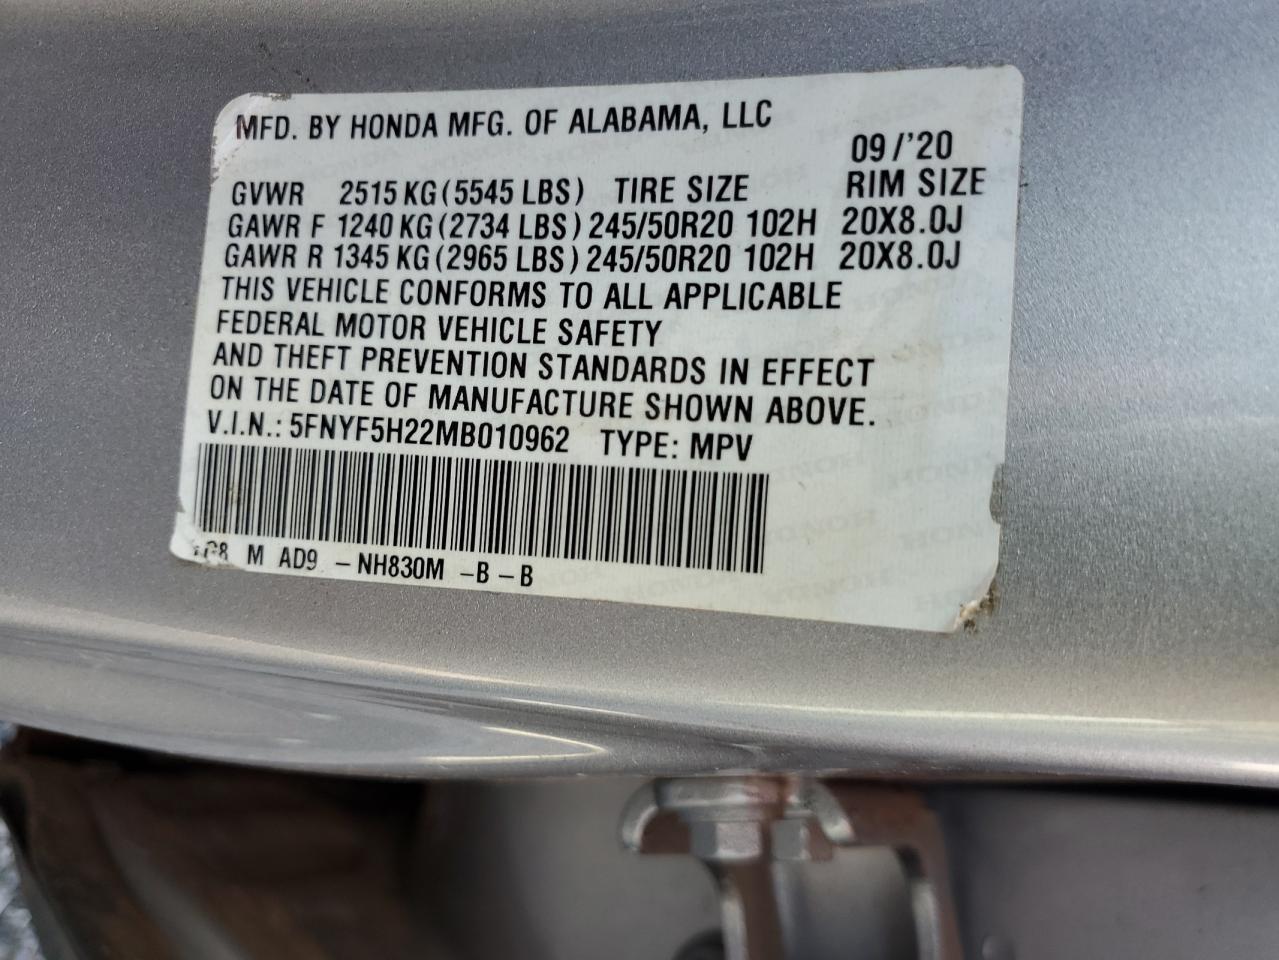 MFD. BY HONDA MFG. OF ALABAMA, LLC
09/'20
GVWR 2515 KG (5545 LBS) TIRE SIZE RIM SIZE
GAWR F 1240 KG (2734 LBS) 245/50R20 102H 20X8.0J
GAWR R 1345 KG (2965 LBS) 245/50R20 102H 20X8.0J
THIS VEHICLE CONFORMS TO ALL APPLICABLE
FEDERAL MOTOR VEHICLE SAFETY
AND THEFT PREVENTION STANDARDS IN EFFECT
ON THE DATE OF MANUFACTURE SHOWN ABOVE.
V.I.N.: 5FNYF5H22MB010962 TYPE: MPV
M AD9 - NH830M - B - B